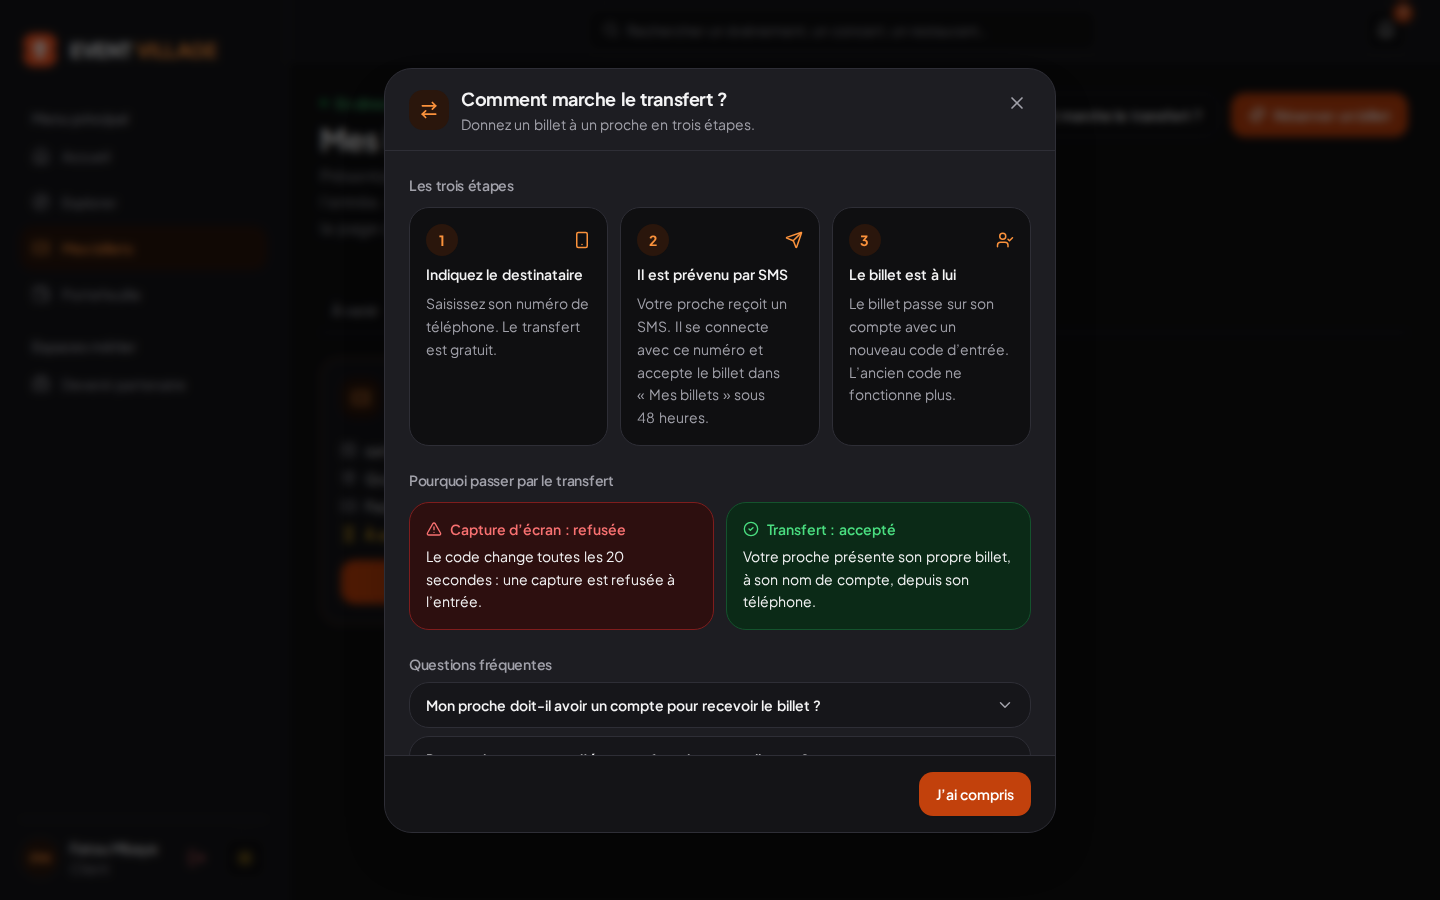 EVENT VILLAGE
Comment marche le transfert ?
Donnez un billet à un proche en trois étapes.
Les trois étapes
1
Indiquez le destinataire
Saisissez son numéro de
téléphone. Le transfert
est gratuit.
2
Il est prévenu par SMS
Votre proche reçoit un
SMS. Il se connecte
avec ce numéro et
accepte le billet dans
« Mes billets » sous
48 heures.
3
Le billet est à lui
Le billet passe sur son
compte avec un
nouveau code d’entrée.
L’ancien code ne
fonctionne plus.
Pourquoi passer par le transfert
Capture d’écran : refusée
Le code change toutes les 20
secondes : une capture est refusée à
l’entrée.
Transfert : accepté
Votre proche présente son propre billet,
à son nom de compte, depuis son
téléphone.
Questions fréquentes
Mon proche doit-il avoir un compte pour recevoir le billet ?
J’ai compris